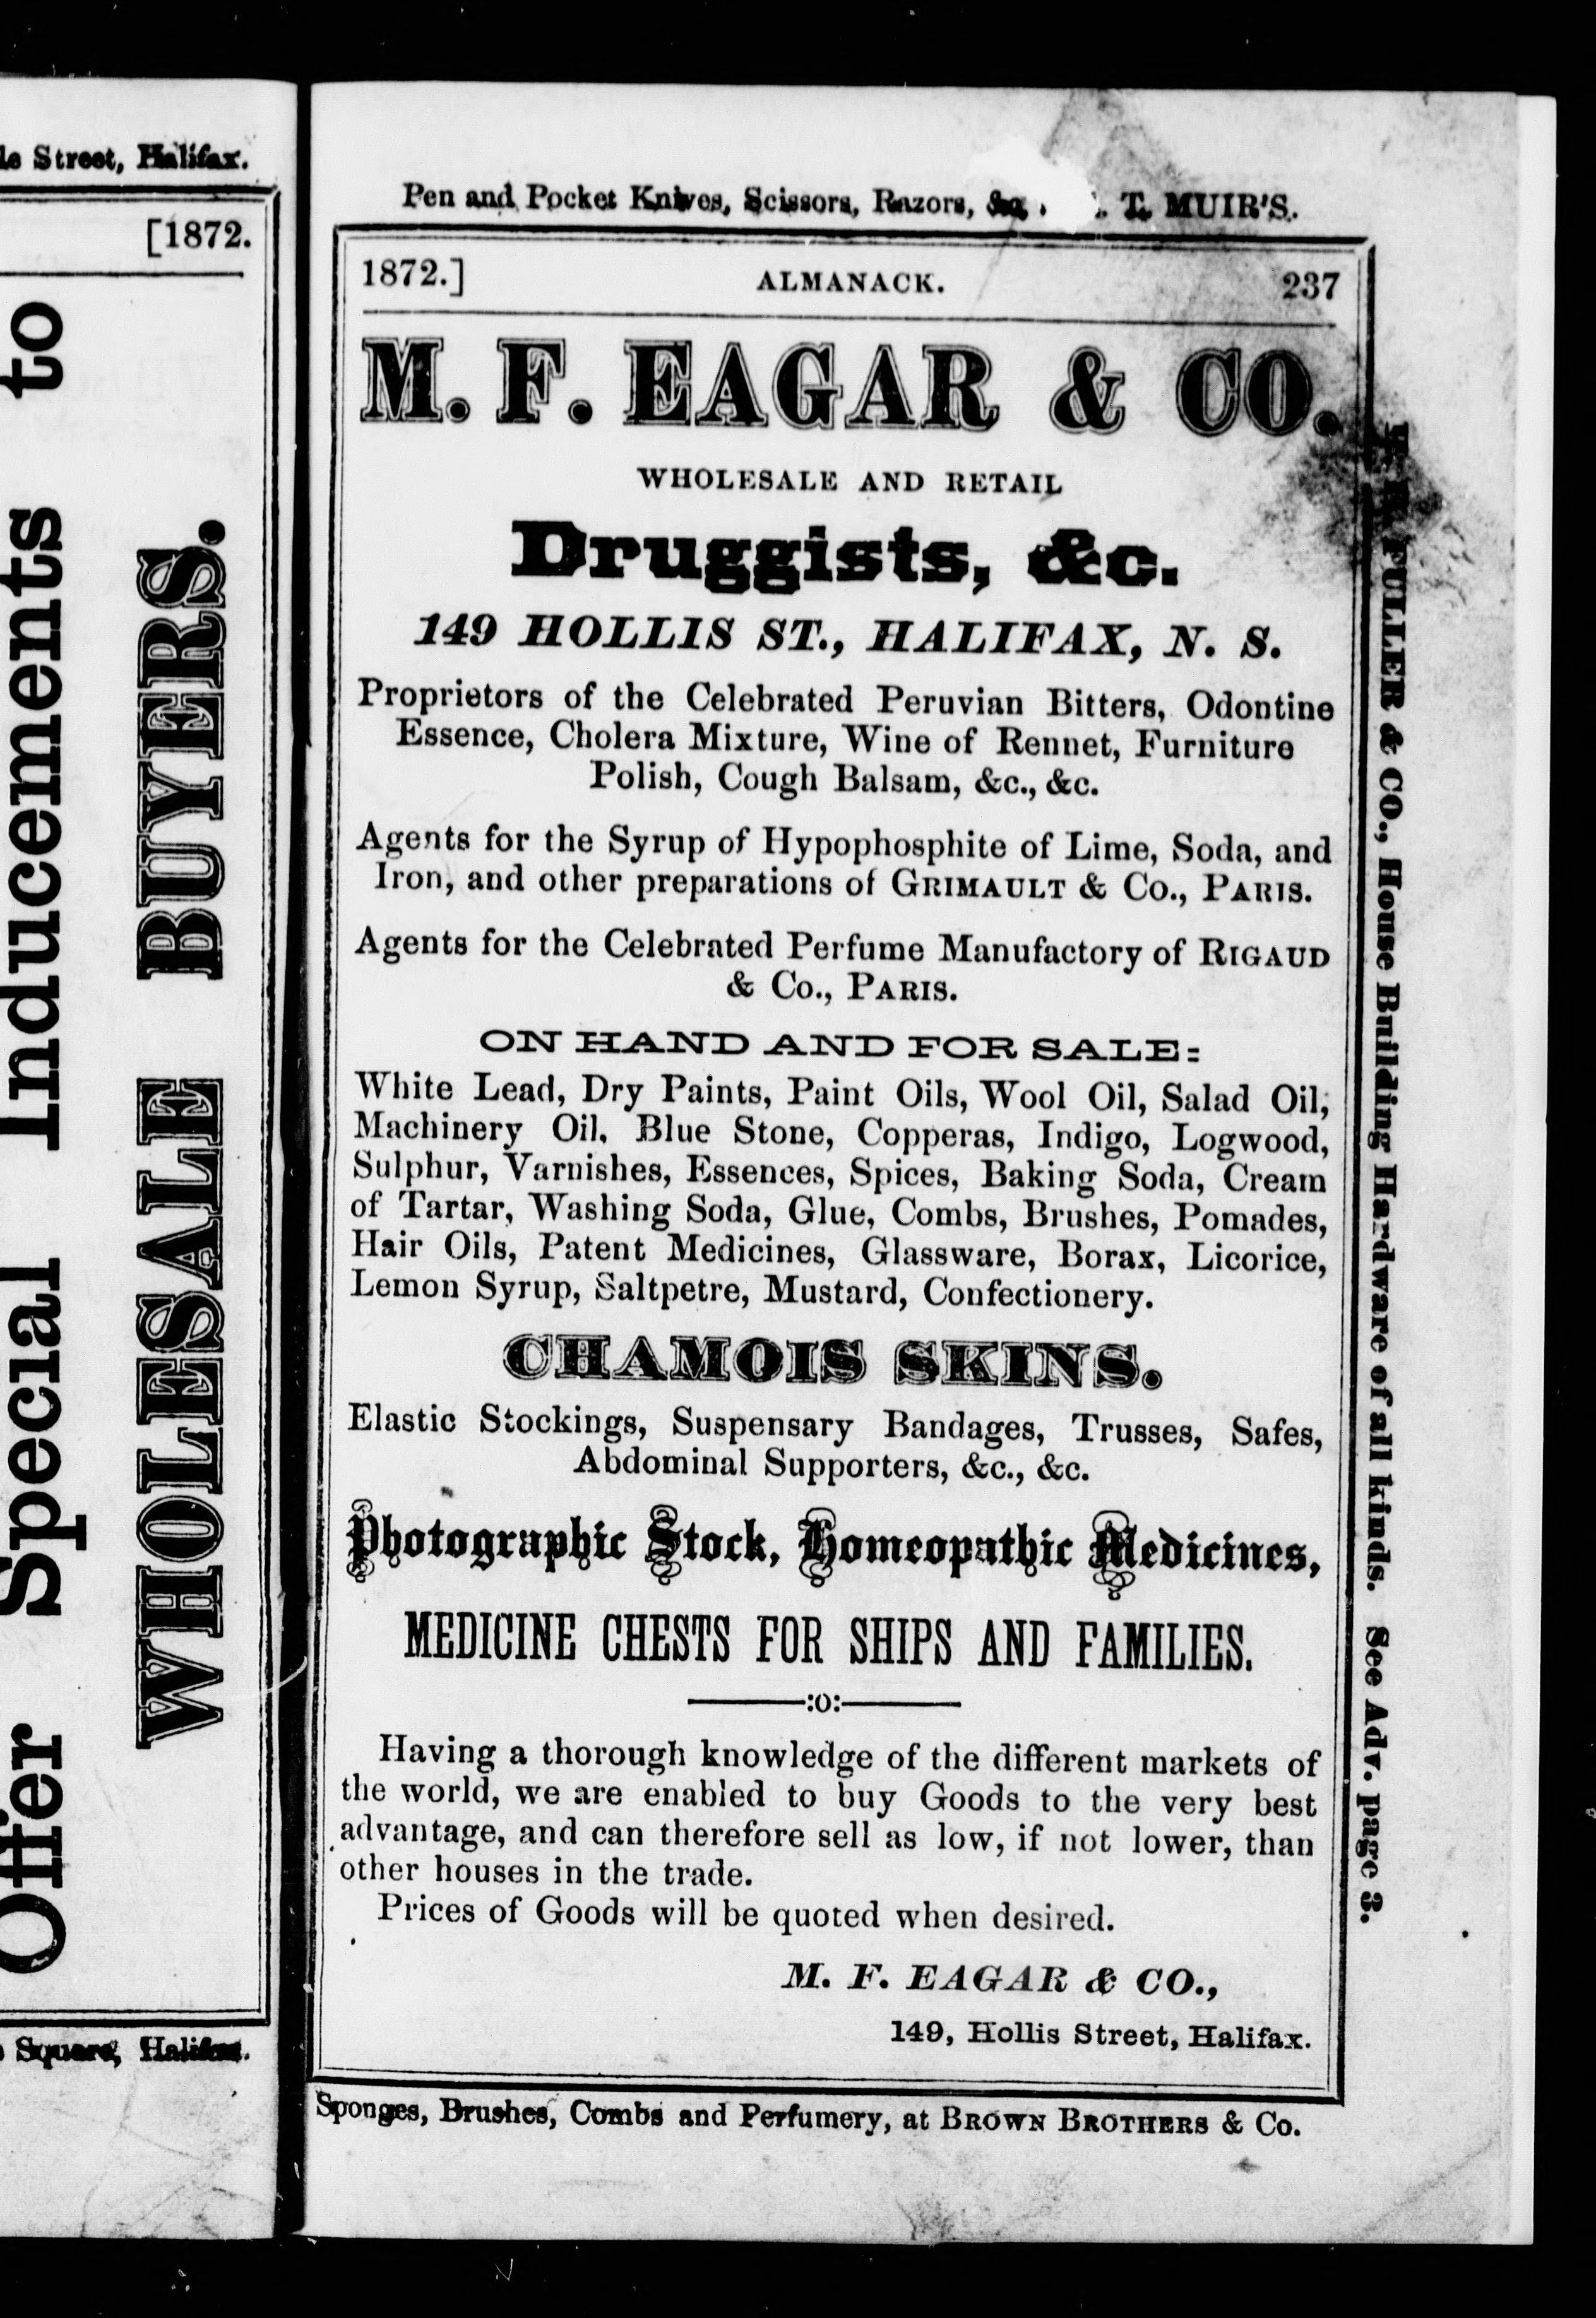 le Street, Halifax.
[1872.
Offer Special Inducements to
WHOLESALE BUYERS.
Square, Halifax.
Pen and Pocket Knives, Scissors, Razors, &c. T. MUIR'S.
1872.] ALMANACK. 237
M. F. EAGAR & CO.
WHOLESALE AND RETAIL
Druggists, &c.
149 HOLLIS ST., HALIFAX, N. S.
Proprietors of the Celebrated Peruvian Bitters, Odontine
Essence, Cholera Mixture, Wine of Rennet, Furniture
Polish, Cough Balsam, &c., &c.
Agents for the Syrup of Hypophosphite of Lime, Soda, and
Iron, and other preparations of GRIMAULT & Co., PARIS.
Agents for the Celebrated Perfume Manufactory of RIGAUD
& Co., PARIS.
ON HAND AND FOR SALE:
White Lead, Dry Paints, Paint Oils, Wool Oil, Salad Oil,
Machinery Oil, Blue Stone, Copperas, Indigo, Logwood,
Sulphur, Varnishes, Essences, Spices, Baking Soda, Cream
of Tartar, Washing Soda, Glue, Combs, Brushes, Pomades,
Hair Oils, Patent Medicines, Glassware, Borax, Licorice,
Lemon Syrup, Saltpetre, Mustard, Confectionery.
CHAMOIS SKINS.
Elastic Stockings, Suspensary Bandages, Trusses, Safes,
Abdominal Supporters, &c., &c.
Photographic Stock, Homeopathic Medicines,
MEDICINE CHESTS FOR SHIPS AND FAMILIES.
:o:
Having a thorough knowledge of the different markets of
the world, we are enabled to buy Goods to the very best
advantage, and can therefore sell as low, if not lower, than
other houses in the trade.
Prices of Goods will be quoted when desired.
M. F. EAGAR & CO.,
149, Hollis Street, Halifax.
Sponges, Brushes, Combs and Perfumery, at BROWN BROTHERS & Co.
FULLER & CO., House Building Hardware of all kinds. See Adv. page 3.